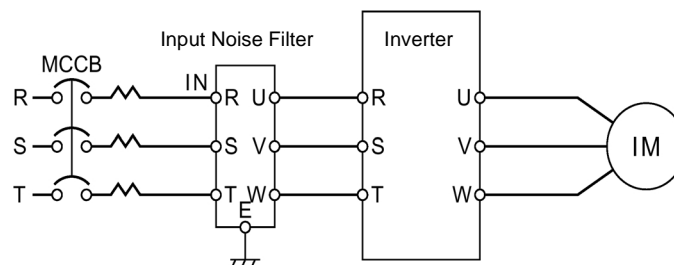 Input Noise Filter Inverter
MCCB
R IN R U R U
S S V S V IM
T T W T W
E